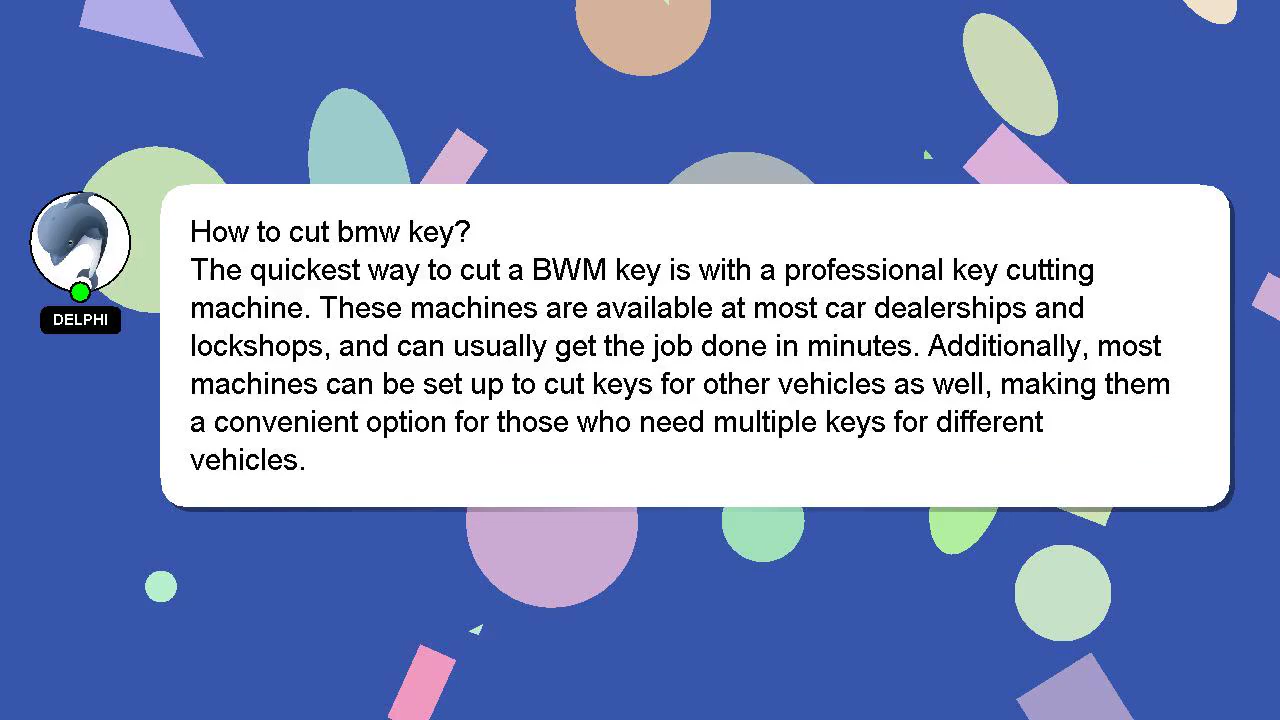 How to cut bmw key?
The quickest way to cut a BWM key is with a professional key cutting
machine. These machines are available at most car dealerships and
lockshops, and can usually get the job done in minutes. Additionally, most
machines can be set up to cut keys for other vehicles as well, making them
a convenient option for those who need multiple keys for different
vehicles.
DELPHI